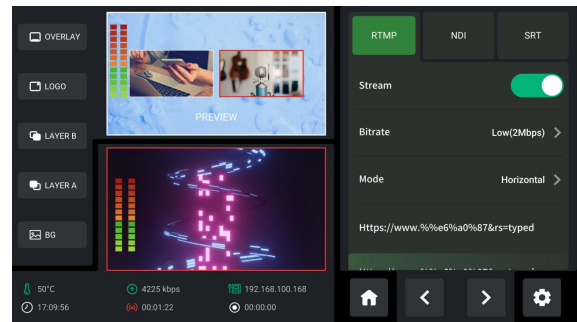 OVERLAY
LOGO
LAYER B
LAYER A
BG
PREVIEW
50°C
4225 kbps
192.168.100.168
17:09:56
00:01:22
00:00:00
RTMP
NDI
SRT
Stream
Bitrate
Low(2Mbps)
Mode
Horizontal
Https://www.%%e6%a0%87&rs=typed